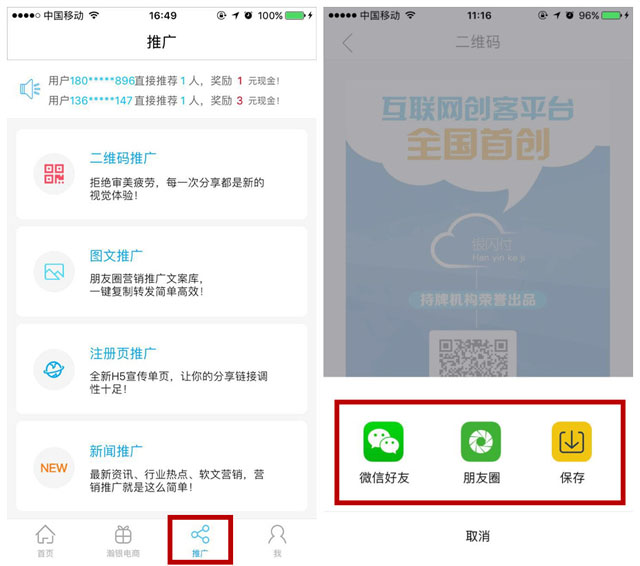 中国移动 16:49 100%
推广
用户180*****896直接推荐 1 人，奖励 1 元现金！
用户136*****147直接推荐 1 人，奖励 3 元现金！
二维码推广
拒绝审美疲劳，每一次分享都是新的
视觉体验！
图文推广
朋友圈营销推广文案库，
一键复制转发简单高效！
注册页推广
全新H5宣传单页，让你的分享链接调
性十足！
NEW
新闻推广
最新资讯、行业热点、软文营销，营
销推广就是这么简单！
首页 瀚银电商 推广 我
中国移动 11:16 96%
二维码
互联网创客平台
全国首创
银闪付
Han yin ke ji
持牌机构荣誉出品
微信好友 朋友圈 保存
取消